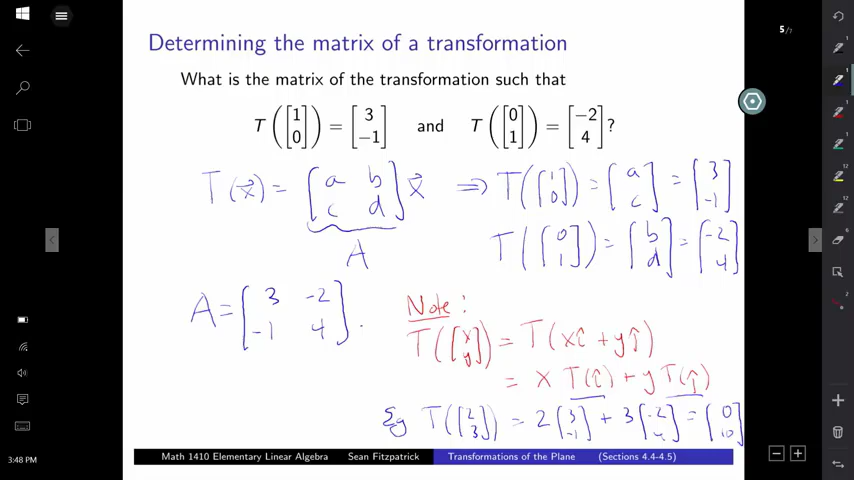 5/7
Determining the matrix of a transformation
What is the matrix of the transformation such that
T([1 0]) = [3 -1] and T([0 1]) = [-2 4]?
T(x⃗) = [a b c d] x⃗ ⇒ T([1 0]) = [a c] = [3 -1]
A
T([0 1]) = [b d] = [-2 4]
A = [3 -2 -1 4].
Note:
T([x y]) = T(xî + yĵ)
= x T(î) + y T(ĵ)
Eg T([2 3]) = 2[3 -1] + 3[-2 4] = [0 10]
3:48 PM
Math 1410 Elementary Linear Algebra Sean Fitzpatrick Transformations of the Plane (Sections 4.4-4.5)